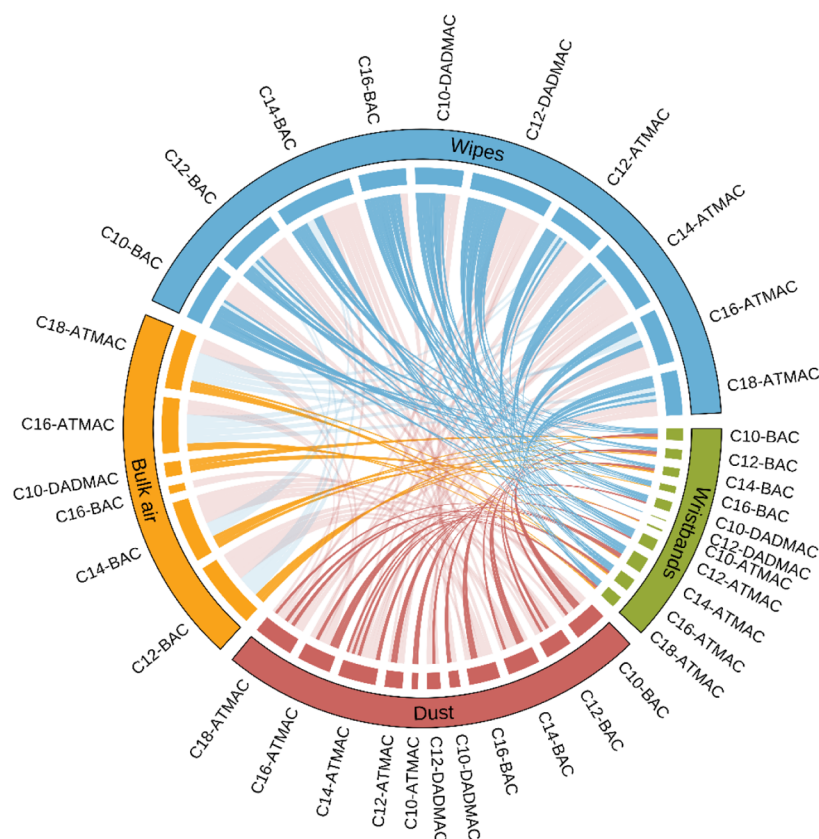 Wipes
C10-BAC
C12-BAC
C14-BAC
C16-BAC
C10-DADMAC
C12-DADMAC
C12-ATMAC
C14-ATMAC
C16-ATMAC
C18-ATMAC
Wristbands
C10-BAC
C12-BAC
C14-BAC
C16-BAC
C10-DADMAC
C12-DADMAC
C10-ATMAC
C12-ATMAC
C14-ATMAC
C16-ATMAC
C18-ATMAC
Dust
C10-BAC
C12-BAC
C14-BAC
C16-BAC
C10-DADMAC
C12-DADMAC
C10-ATMAC
C12-ATMAC
C14-ATMAC
C16-ATMAC
C18-ATMAC
Bulk air
C12-BAC
C14-BAC
C16-BAC
C10-DADMAC
C16-ATMAC
C18-ATMAC